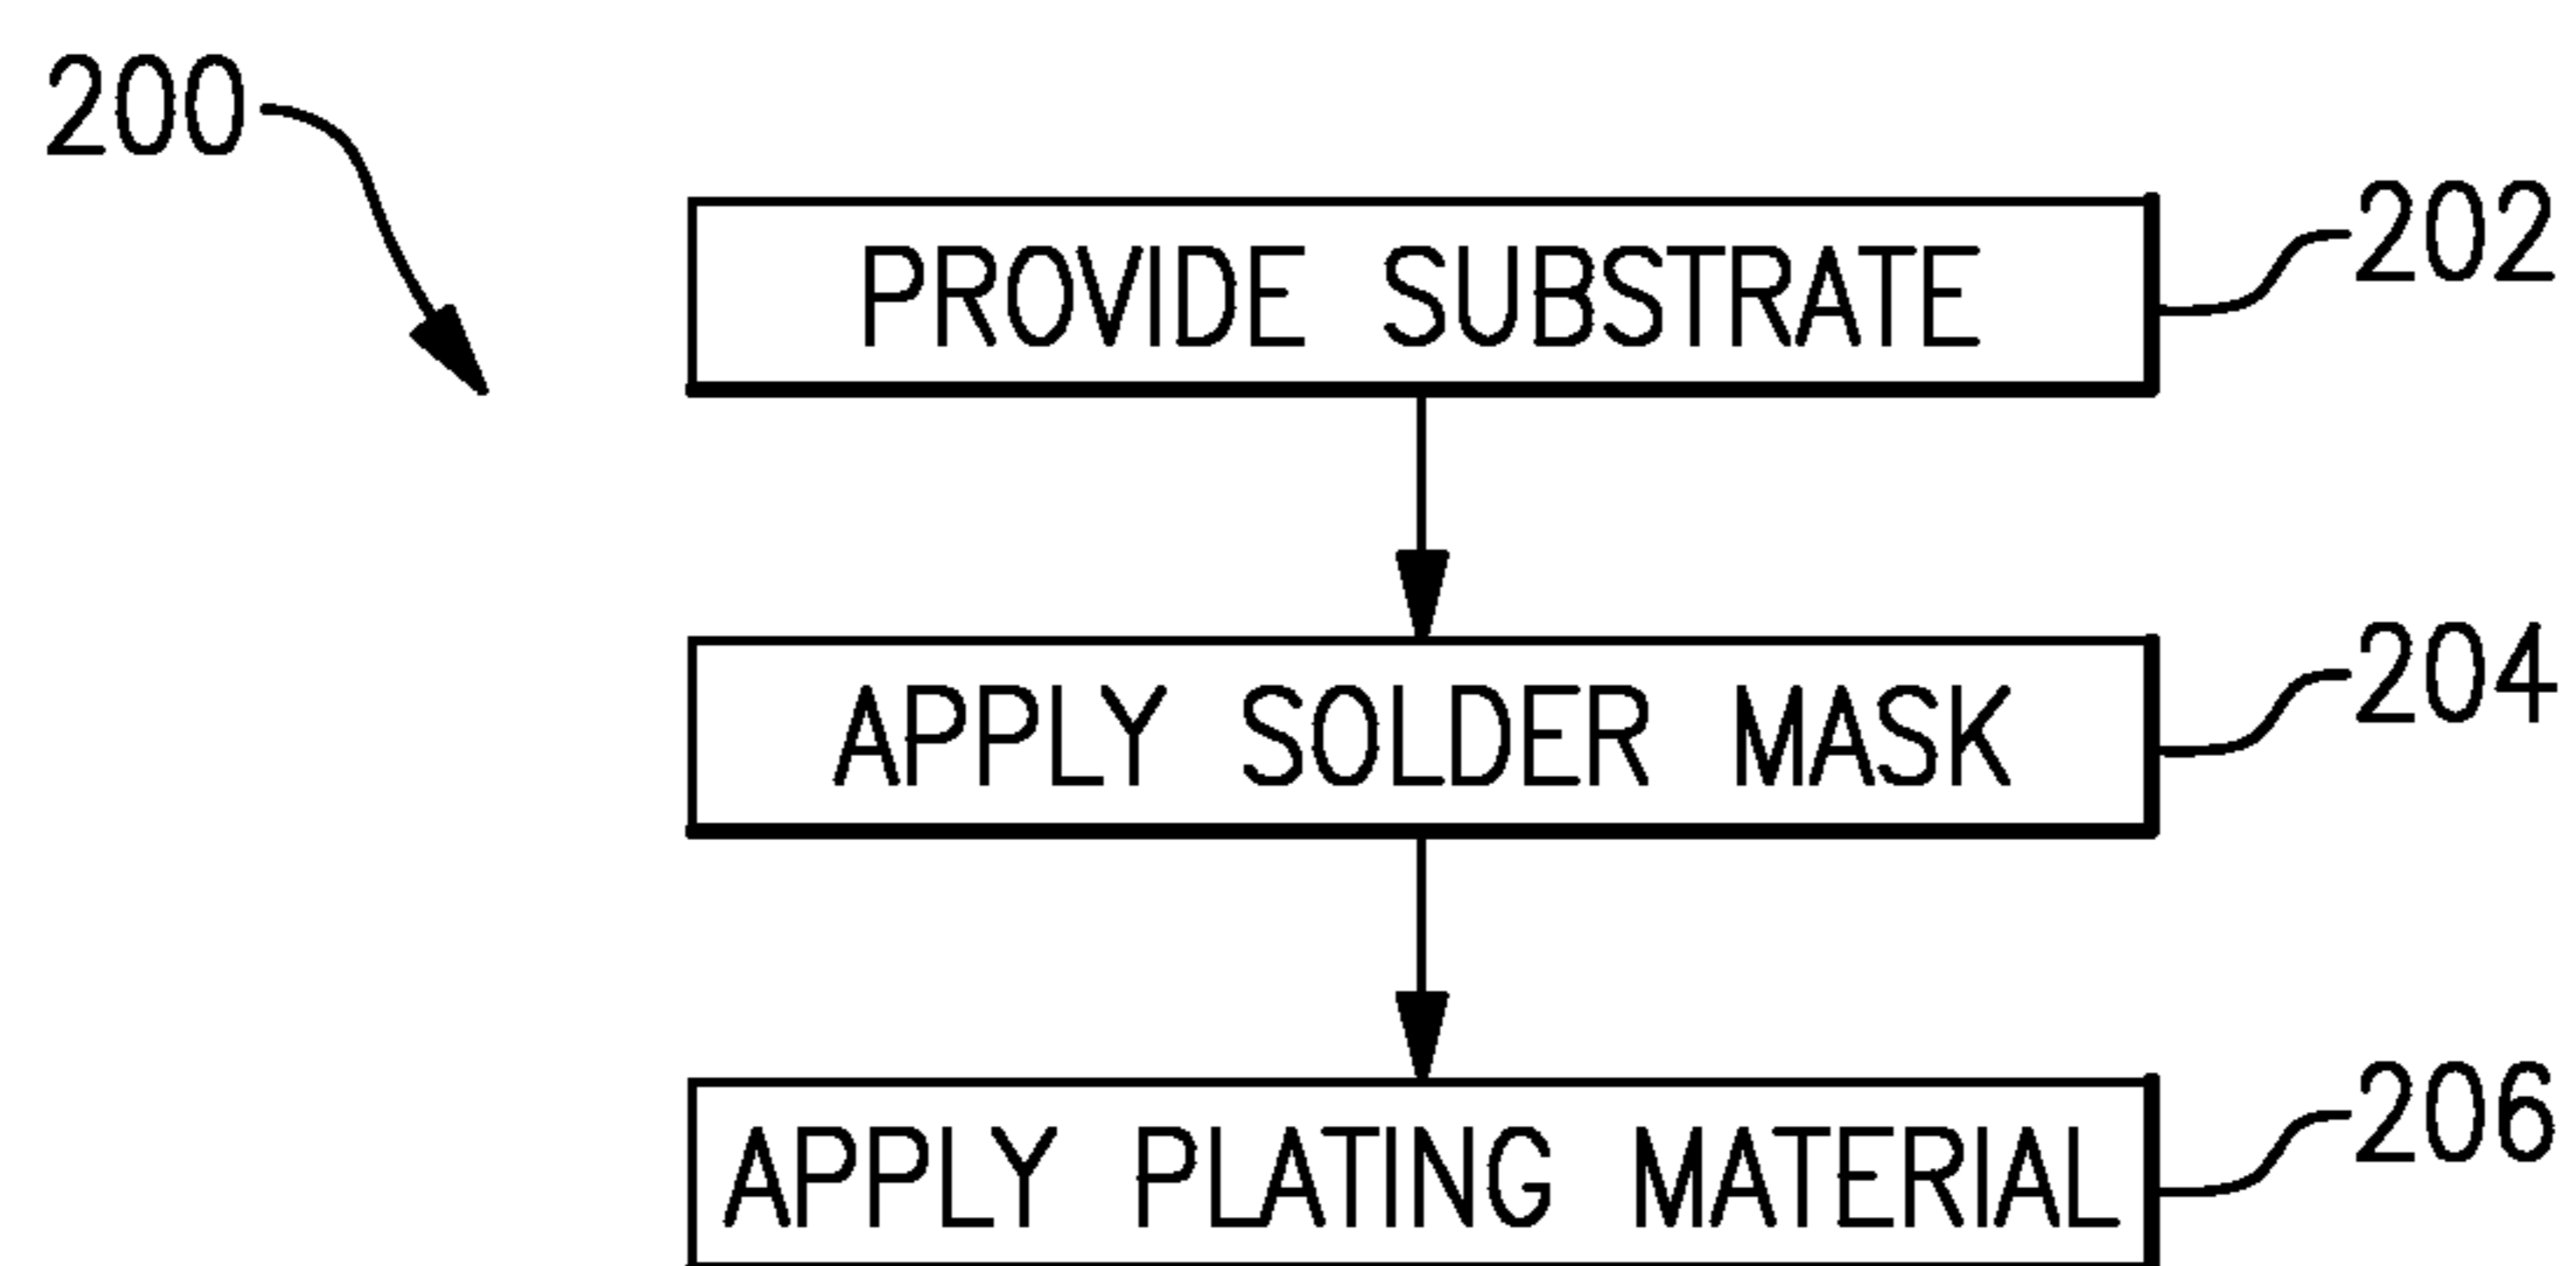 200
PROVIDE SUBSTRATE
202
APPLY SOLDER MASK
204
APPLY PLATING MATERIAL
206